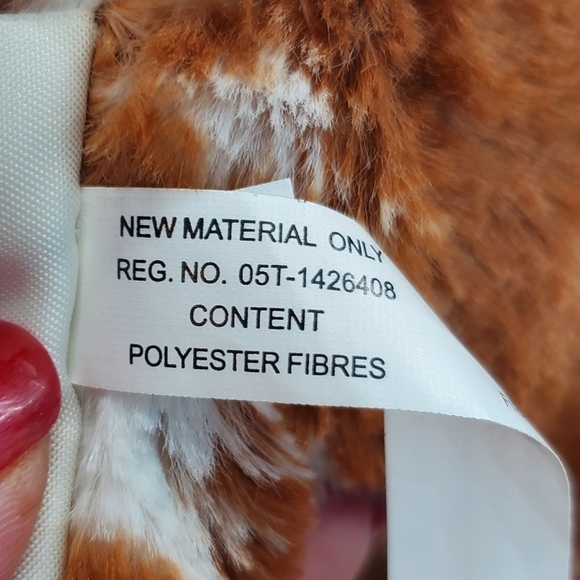 NEW MATERIAL ONLY
REG. NO. 05T-1426408
CONTENT
POLYESTER FIBRES